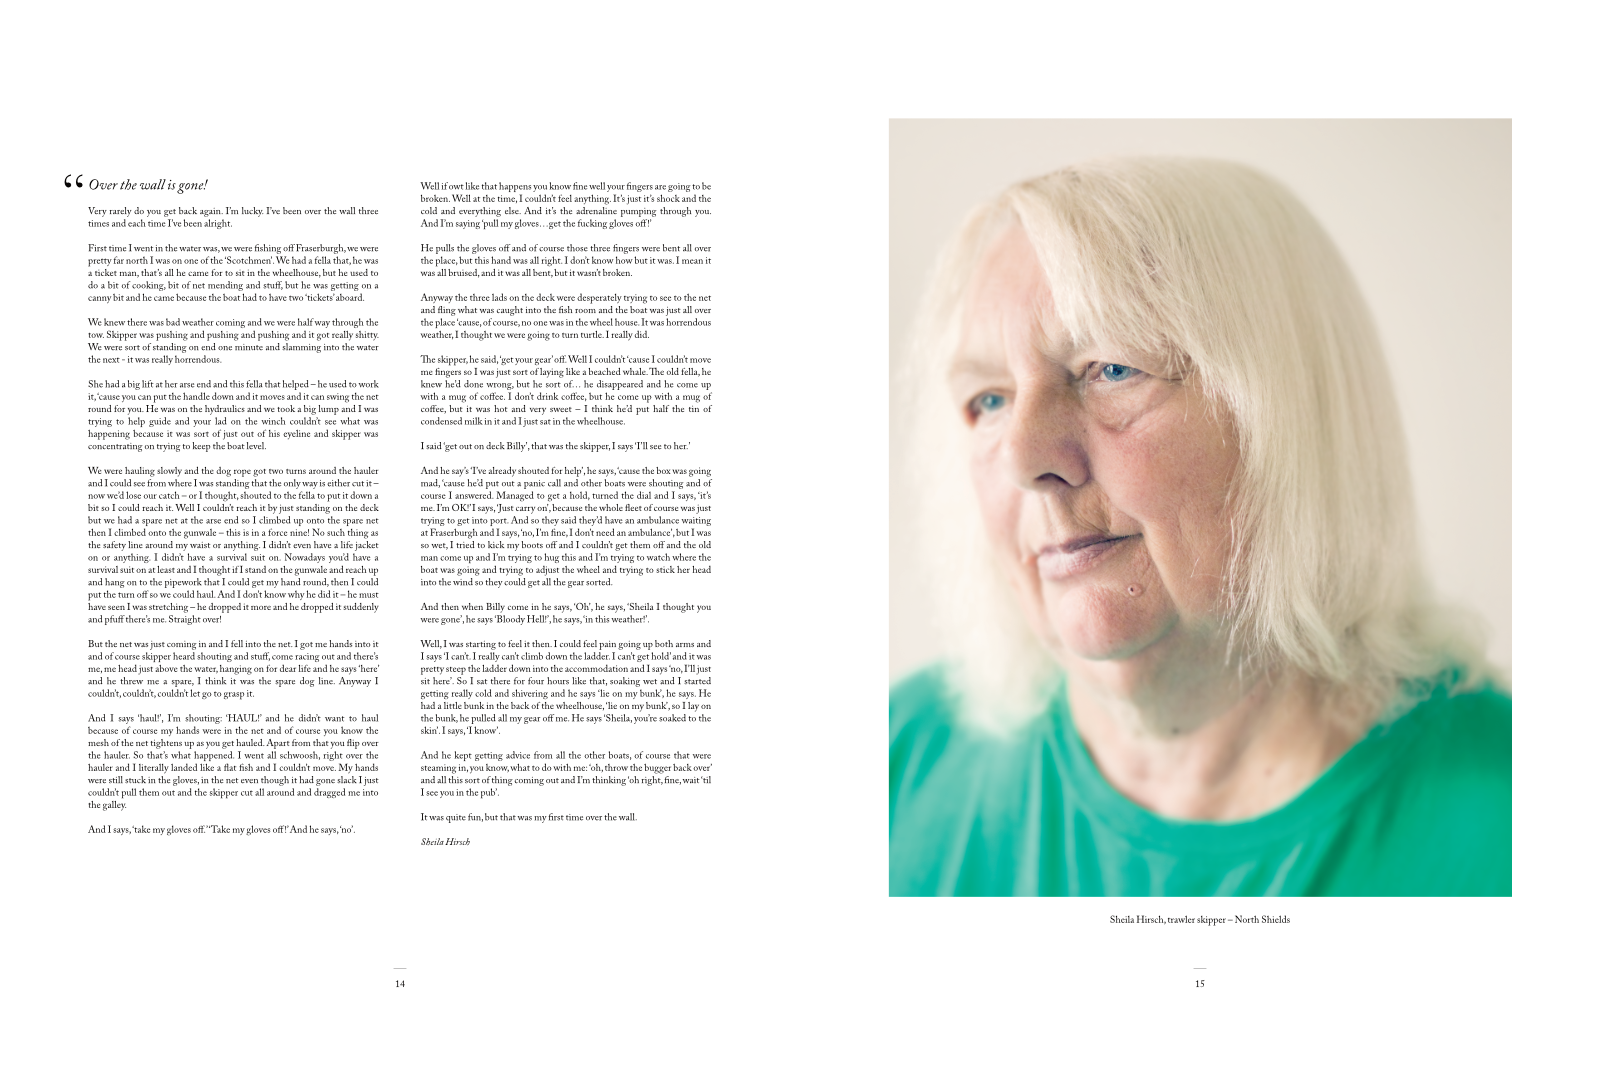 “ Over the wall is gone!
Very rarely do you get back again. I'm lucky. I've been over the wall three
times and each time I've been alright.
First time I went in the water was, we were fishing off Fraserburgh, we were
pretty far north I was on one of the 'Scotchmen'. We had a fella that, he was
a ticket man, that's all he came for to sit in the wheelhouse, but he used to
do a bit of cooking, bit of net mending and stuff, but he was getting on a
canny bit and he came because the boat had to have two 'tickets' aboard.
We knew there was bad weather coming and we were half way through the
tow. Skipper was pushing and pushing and pushing and it got really shitty.
We were sort of standing on end one minute and slamming into the water
the next - it was really horrendous.
She had a big lift at her arse end and this fella that helped – he used to work
it, 'cause you can put the handle down and it moves and it can swing the net
round for you. He was on the hydraulics and we took a big lump and I was
trying to help guide and your lad on the winch couldn't see what was
happening because it was sort of just out of his eyeline and skipper was
concentrating on trying to keep the boat level.
We were hauling slowly and the dog rope got two turns around the hauler
and I could see from where I was standing that the only way is either cut it –
now we'd lose our catch – or I thought, shouted to the fella to put it down a
bit so I could reach it. Well I couldn't reach it by just standing on the deck
but we had a spare net at the arse end so I climbed up onto the spare net
then I climbed onto the gunwale – this is in a force nine! No such thing as
the safety line around my waist or anything. I didn't even have a life jacket
on or anything. I didn't have a survival suit on. Nowadays you'd have a
survival suit on at least and I thought if I stand on the gunwale and reach up
and hang on to the pipework that I could get my hand round, then I could
put the turn off so we could haul. And I don't know why he did it – he must
have seen I was stretching – he dropped it more and he dropped it suddenly
and pfuff there's me. Straight over!
But the net was just coming in and I fell into the net. I got me hands into it
and of course skipper heard shouting and stuff, come racing out and there's
me, me head just above the water, hanging on for dear life and he says 'here'
and he threw me a spare, I think it was the spare dog line. Anyway I
couldn't, couldn't, couldn't let go to grasp it.
And I says 'haul!', I'm shouting: 'HAUL!' and he didn't want to haul
because of course my hands were in the net and of course you know the
mesh of the net tightens up as you get hauled. Apart from that you flip over
the hauler. So that's what happened. I went all schwoosh, right over the
hauler and I literally landed like a flat fish and I couldn't move. My hands
were still stuck in the gloves, in the net even though it had gone slack I just
couldn't pull them out and the skipper cut all around and dragged me into
the galley.
And I says, 'take my gloves off.' 'Take my gloves off!' And he says, 'no'.
Well if owt like that happens you know fine well your fingers are going to be
broken. Well at the time, I couldn't feel anything. It's just it's shock and the
cold and everything else. And it's the adrenaline pumping through you.
And I'm saying 'pull my gloves…get the fucking gloves off!'
He pulls the gloves off and of course those three fingers were bent all over
the place, but this hand was all right. I don't know how but it was. I mean it
was all bruised, and it was all bent, but it wasn't broken.
Anyway the three lads on the deck were desperately trying to see to the net
and fling what was caught into the fish room and the boat was just all over
the place 'cause, of course, no one was in the wheel house. It was horrendous
weather, I thought we were going to turn turtle. I really did.
The skipper, he said, 'get your gear' off. Well I couldn't 'cause I couldn't move
me fingers so I was just sort of laying like a beached whale. The old fella, he
knew he'd done wrong, but he sort of… he disappeared and he come up
with a mug of coffee. I don't drink coffee, but he come up with a mug of
coffee, but it was hot and very sweet – I think he'd put half the tin of
condensed milk in it and I just sat in the wheelhouse.
I said 'get out on deck Billy', that was the skipper, I says 'I'll see to her.'
And he say's 'I've already shouted for help', he says, 'cause the box was going
mad, 'cause he'd put out a panic call and other boats were shouting and of
course I answered. Managed to get a hold, turned the dial and I says, 'it's
me. I'm OK!' I says, 'Just carry on', because the whole fleet of course was just
trying to get into port. And so they said they'd have an ambulance waiting
at Fraserburgh and I says, 'no, I'm fine, I don't need an ambulance', but I was
so wet, I tried to kick my boots off and I couldn't get them off and the old
man come up and I'm trying to hug this and I'm trying to watch where the
boat was going and trying to adjust the wheel and trying to stick her head
into the wind so they could get all the gear sorted.
And then when Billy come in he says, 'Oh', he says, 'Sheila I thought you
were gone', he says 'Bloody Hell!', he says, 'in this weather!'.
Well, I was starting to feel it then. I could feel pain going up both arms and
I says 'I can't. I really can't climb down the ladder. I can't get hold' and it was
pretty steep the ladder down into the accommodation and I says 'no, I'll just
sit here'. So I sat there for four hours like that, soaking wet and I started
getting really cold and shivering and he says 'lie on my bunk', he says. He
had a little bunk in the back of the wheelhouse, 'lie on my bunk', so I lay on
the bunk, he pulled all my gear off me. He says 'Sheila, you're soaked to the
skin'. I says, 'I know'.
And he kept getting advice from all the other boats, of course that were
steaming in, you know, what to do with me: 'oh, throw the bugger back over'
and all this sort of thing coming out and I'm thinking 'oh right, fine, wait 'til
I see you in the pub'.
It was quite fun, but that was my first time over the wall.
Sheila Hirsch
14
Sheila Hirsch, trawler skipper – North Shields
15